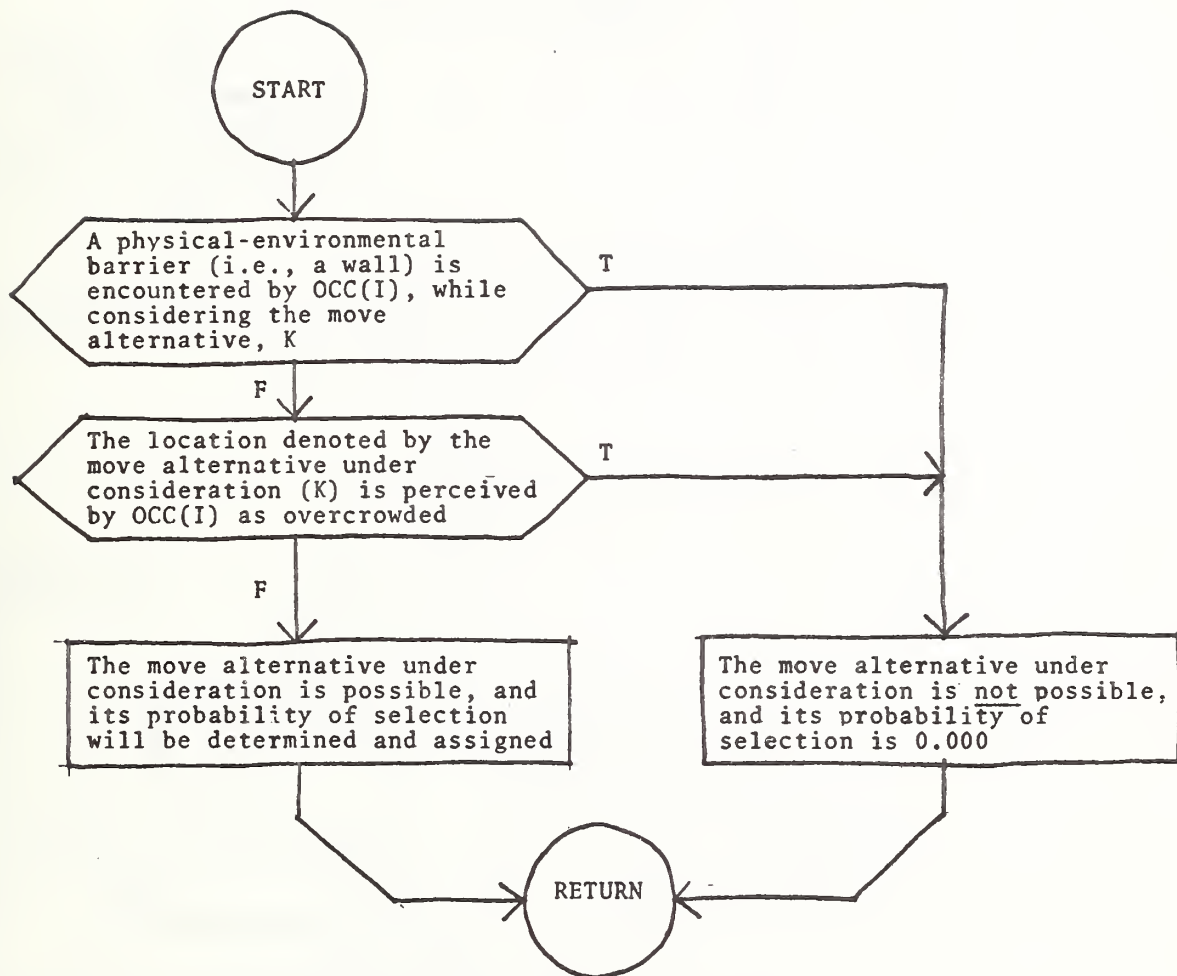 START
A physical-environmental
barrier (i.e., a wall) is
encountered by OCC(I), while
considering the move
alternative, K
T
F
The location denoted by the
move alternative under
consideration (K) is perceived
by OCC(I) as overcrowded
T
F
The move alternative under
consideration is possible, and
its probability of selection
will be determined and assigned
The move alternative under
consideration is not possible,
and its probability of
selection is 0.000
RETURN